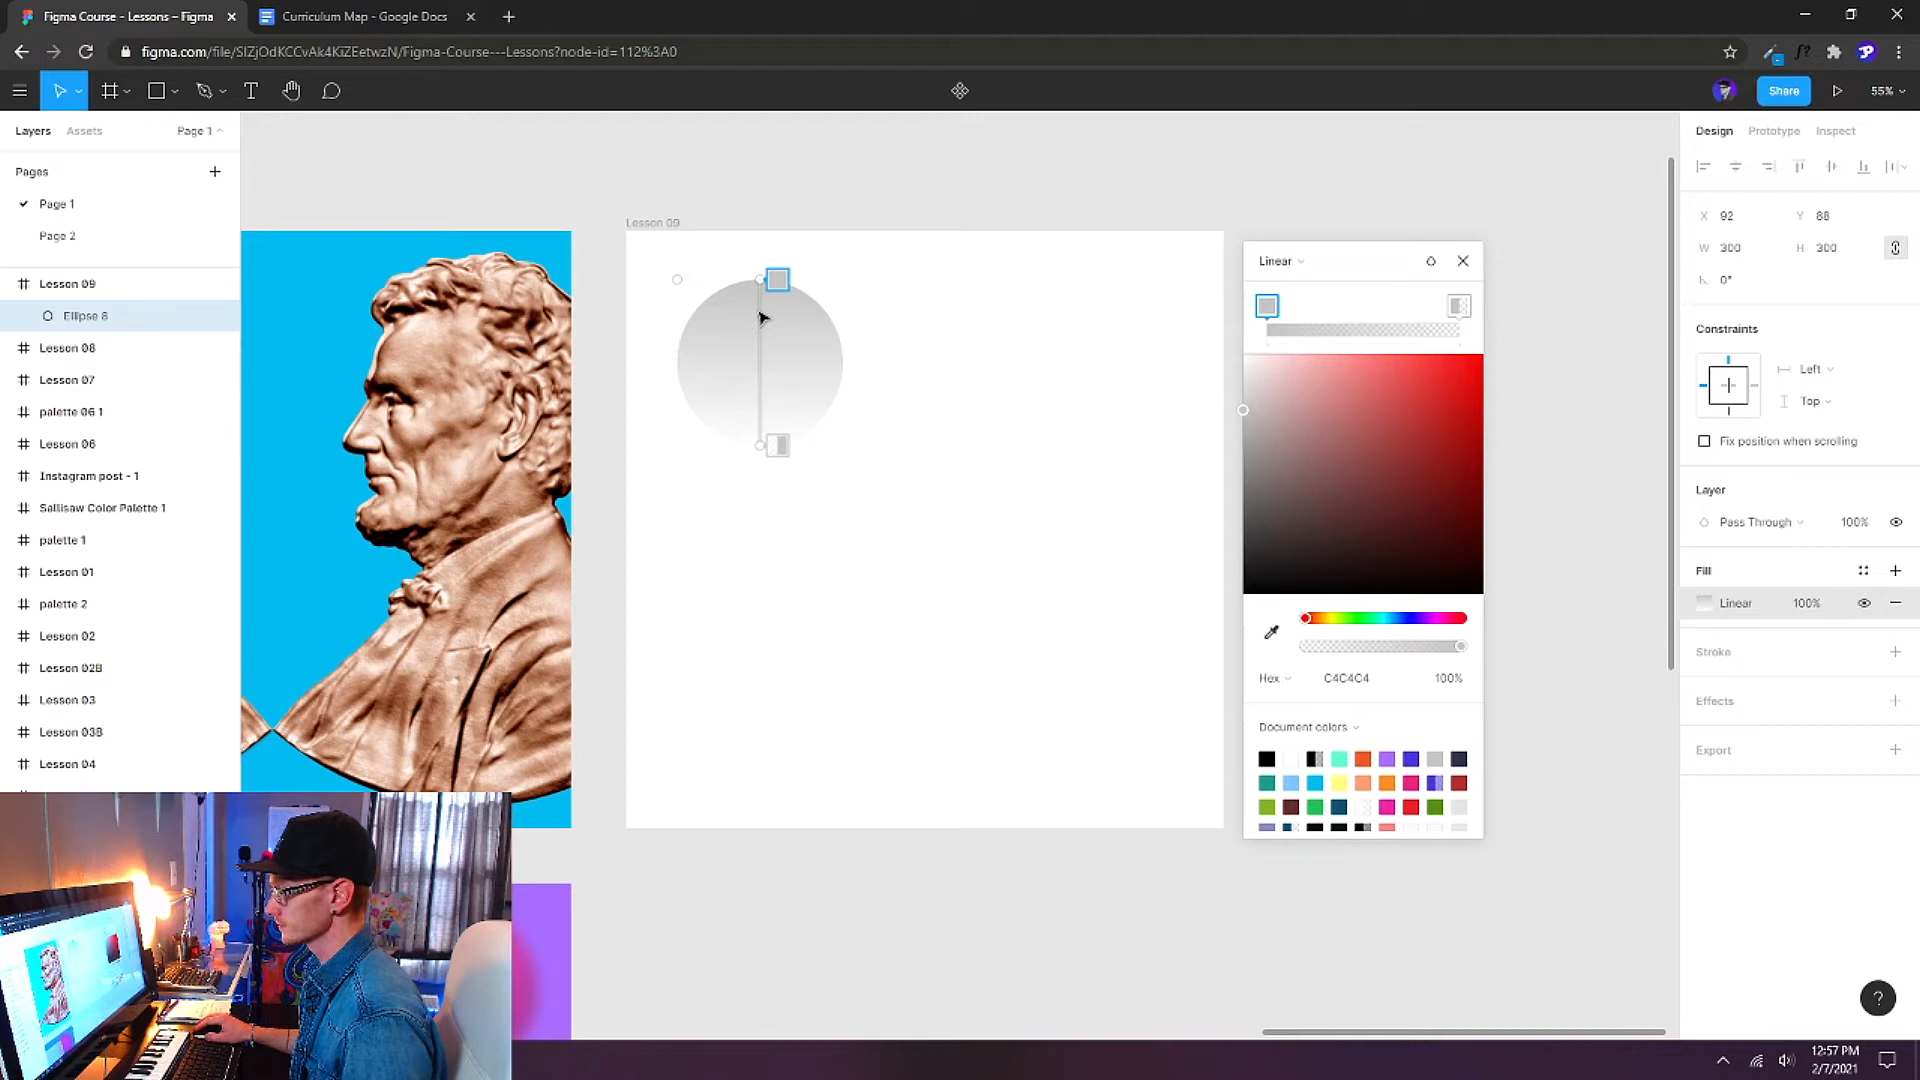 Figma Course - Lessons – Figma
Curriculum Map - Google Docs
figma.com/file/SIZjOdKCCvAk4KiZEetwzN/Figma-Course---Lessons?node-id=112%3A0
Share
55%
Layers
Assets
Page 1
Design
Prototype
Inspect
Pages
Page 1
Page 2
Lesson 09
Ellipse 8
Lesson 08
Lesson 07
palette 06 1
Lesson 06
Instagram post - 1
Sallisaw Color Palette 1
palette 1
Lesson 01
palette 2
Lesson 02
Lesson 02B
Lesson 03
Lesson 03B
Lesson 04
Lesson 09
Linear
Hex
C4C4C4
100%
Document colors
X 92
Y 88
W 300
H 300
0°
Constraints
Left
Top
Fix position when scrolling
Layer
Pass Through
100%
Fill
Linear
100%
Stroke
Effects
Export
?
12:57 PM
2/7/2021